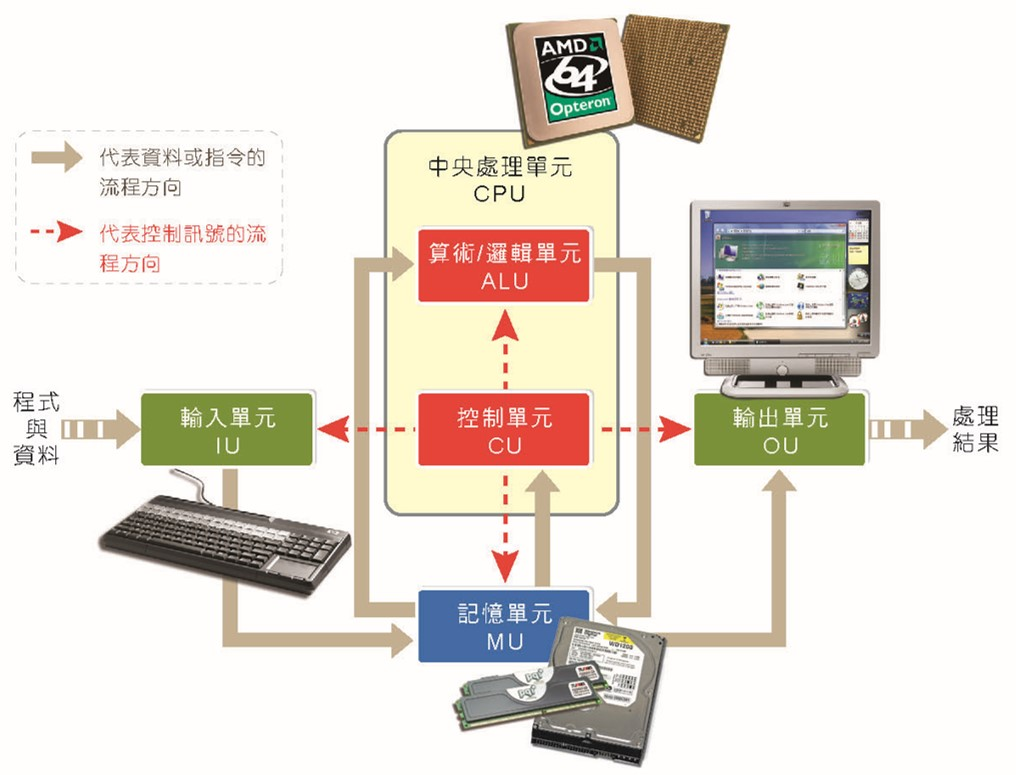 AMD
64
Opteron
代表資料或指令的
流程方向
代表控制訊號的流
程方向
中央處理單元
CPU
算術/邏輯單元
ALU
程式
與
資料
輸入單元
IU
控制單元
CU
輸出單元
OU
處理
結果
記憶單元
MU
WD1200
PQI